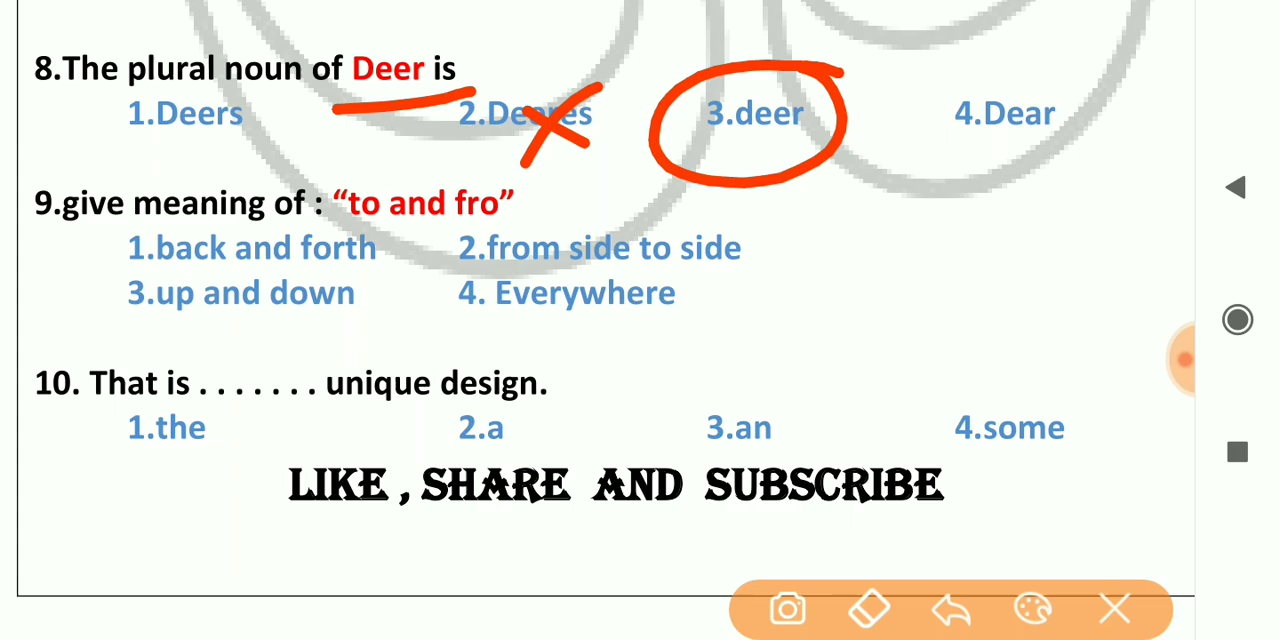 8.The plural noun of Deer is
1.Deers 2.Deeres 3.deer 4.Dear
9.give meaning of : “to and fro”
1.back and forth 2.from side to side
3.up and down 4. Everywhere
10. That is . . . . . . . unique design.
1.the 2.a 3.an 4.some
LIKE , SHARE AND SUBSCRIBE